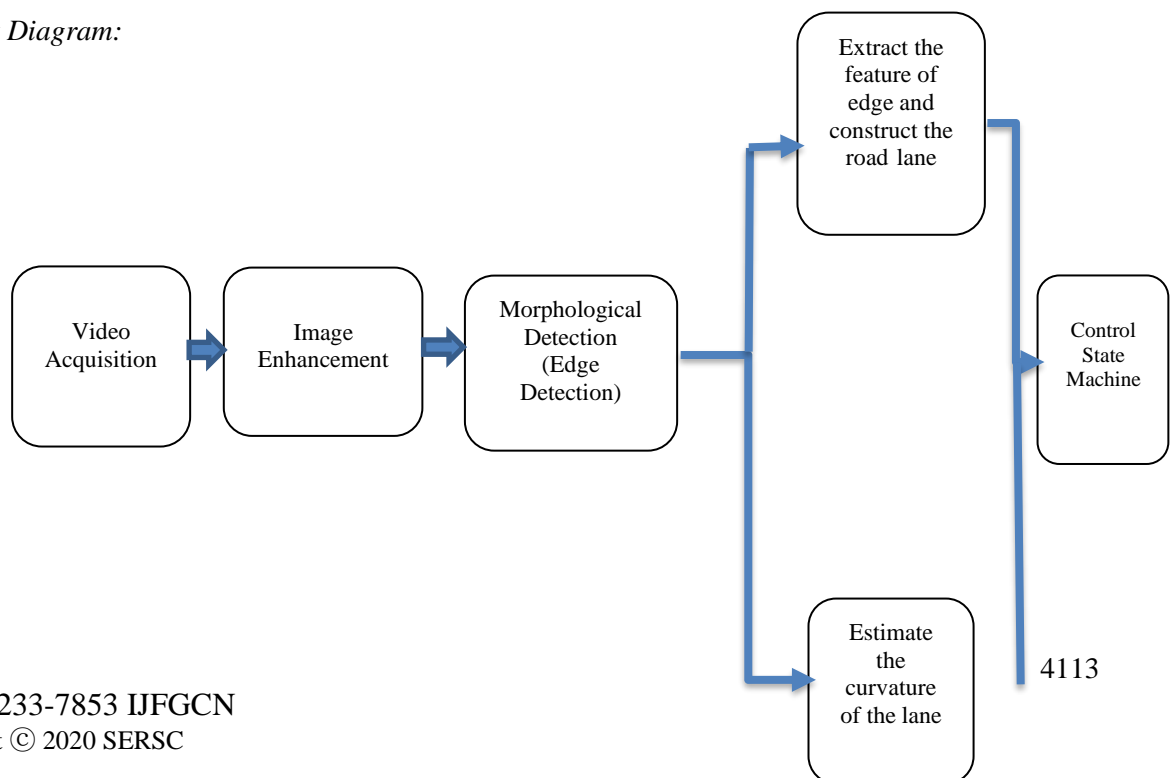 Diagram:
Extract the
feature of
edge and
construct the
road lane
Video
Acquisition
Image
Enhancement
Morphological
Detection
(Edge
Detection)
Control
State
Machine
Estimate
the
curvature
of the lane
4113
233-7853 IJFGCN
t ⓒ 2020 SERSC